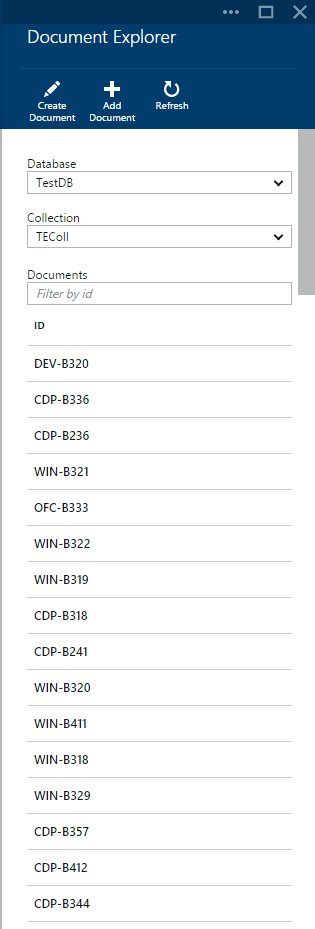 Document Explorer
Create Document
Add Document
Refresh
Database
TestDB
Collection
TEColl
Documents
Filter by id
ID
DEV-B320
CDP-B336
CDP-B236
WIN-B321
OFC-B333
WIN-B322
WIN-B319
CDP-B318
CDP-B241
WIN-B320
WIN-B411
WIN-B318
WIN-B329
CDP-B357
CDP-B412
CDP-B344